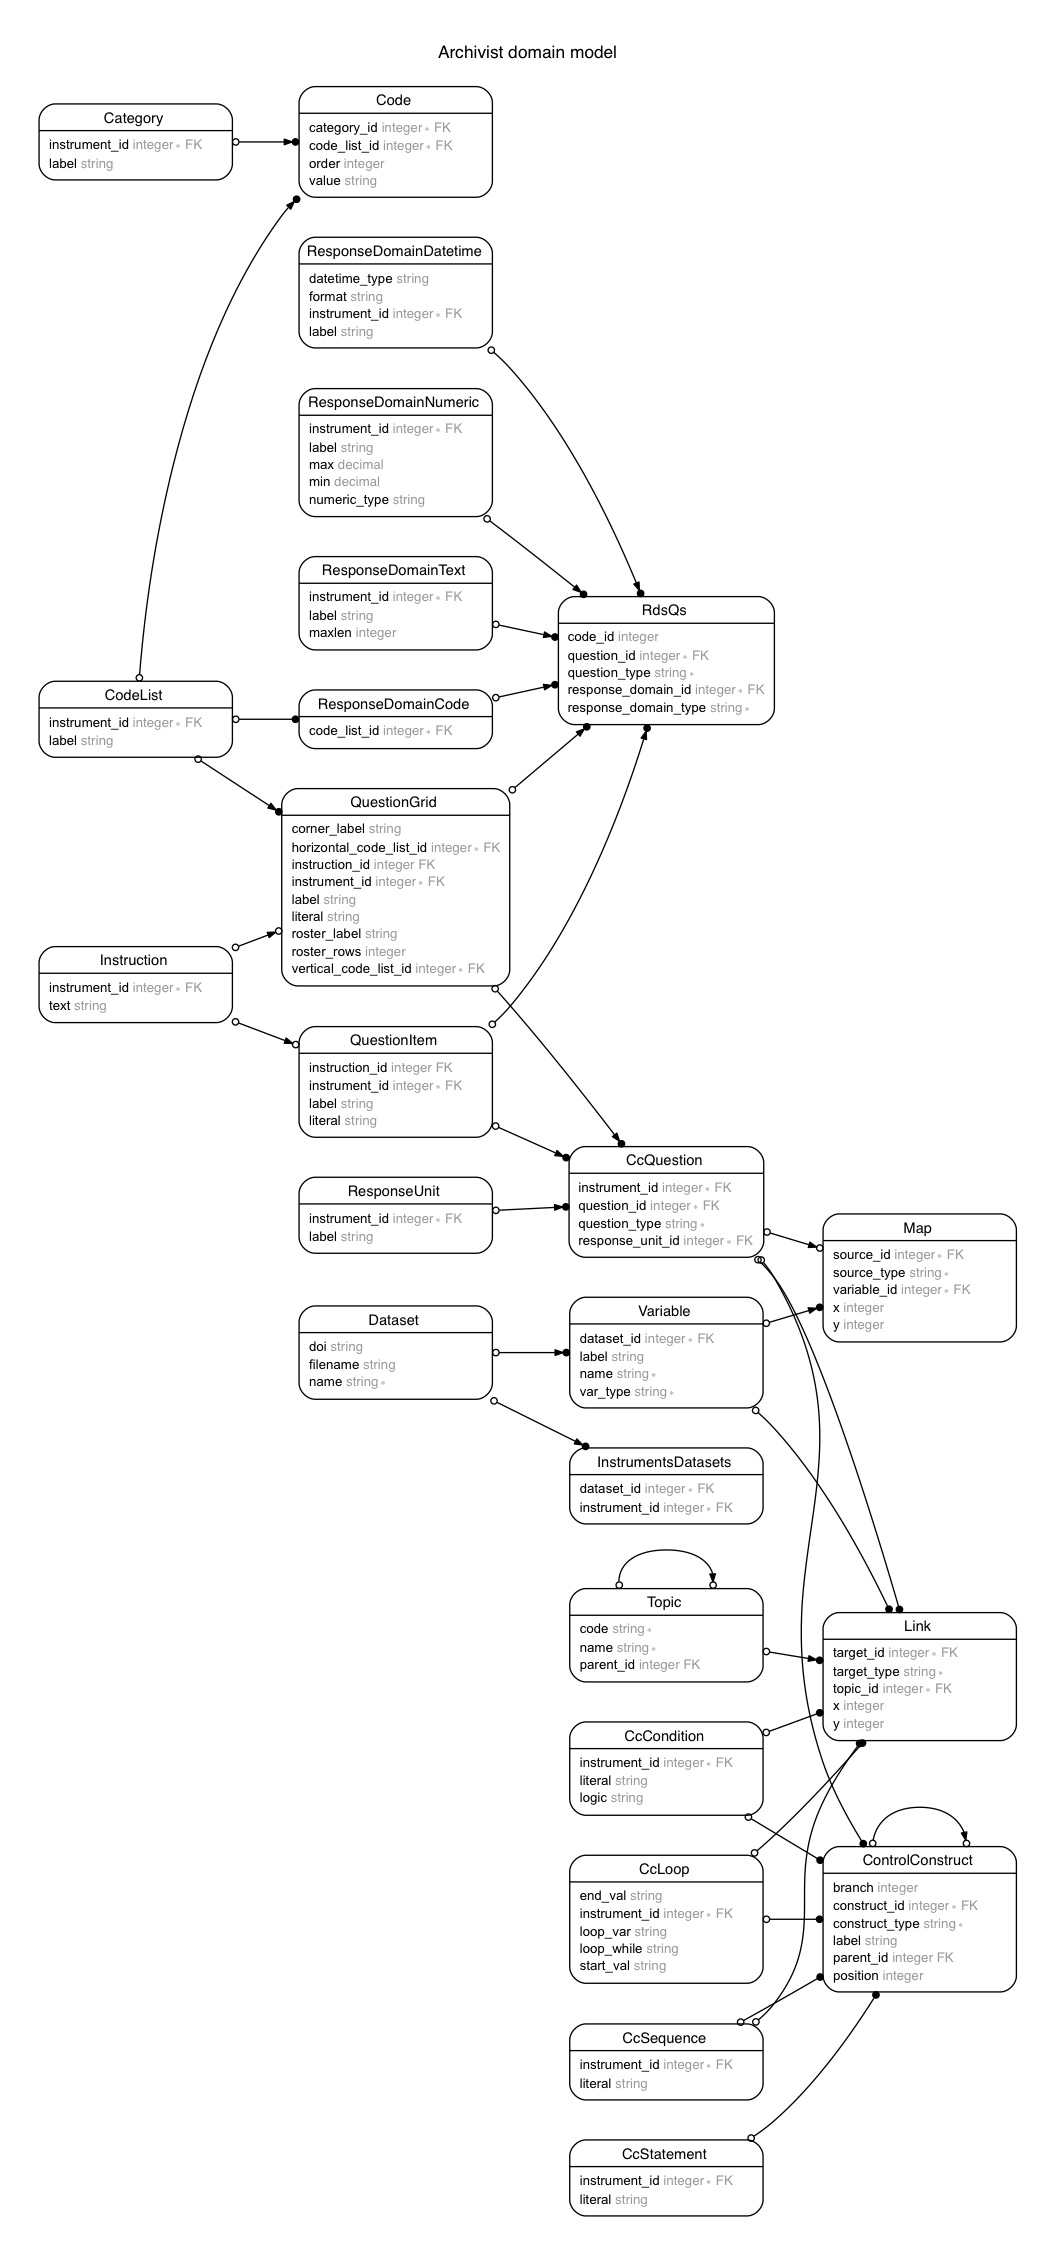 Archivist domain model
Category
instrument_id integer∗ FK
label string
Code
category_id integer∗ FK
code_list_id integer∗ FK
order integer
value string
ResponseDomainDatetime
datetime_type string
format string
instrument_id integer∗ FK
label string
ResponseDomainNumeric
instrument_id integer∗ FK
label string
max decimal
min decimal
numeric_type string
ResponseDomainText
instrument_id integer∗ FK
label string
maxlen integer
RdsQs
code_id integer
question_id integer∗ FK
question_type string∗
response_domain_id integer∗ FK
response_domain_type string∗
CodeList
instrument_id integer∗ FK
label string
ResponseDomainCode
code_list_id integer∗ FK
QuestionGrid
corner_label string
horizontal_code_list_id integer∗ FK
instruction_id integer FK
instrument_id integer∗ FK
label string
literal string
roster_label string
roster_rows integer
vertical_code_list_id integer∗ FK
Instruction
instrument_id integer∗ FK
text string
QuestionItem
instruction_id integer FK
instrument_id integer∗ FK
label string
literal string
CcQuestion
instrument_id integer∗ FK
question_id integer∗ FK
question_type string∗
response_unit_id integer∗ FK
ResponseUnit
instrument_id integer∗ FK
label string
Map
source_id integer∗ FK
source_type string∗
variable_id integer∗ FK
x integer
y integer
Dataset
doi string
filename string
name string∗
Variable
dataset_id integer∗ FK
label string
name string∗
var_type string∗
InstrumentsDatasets
dataset_id integer∗ FK
instrument_id integer∗ FK
Topic
code string∗
name string∗
parent_id integer FK
Link
target_id integer∗ FK
target_type string∗
topic_id integer∗ FK
x integer
y integer
CcCondition
instrument_id integer∗ FK
literal string
logic string
CcLoop
end_val string
instrument_id integer∗ FK
loop_var string
loop_while string
start_val string
ControlConstruct
branch integer
construct_id integer∗ FK
construct_type string∗
label string
parent_id integer FK
position integer
CcSequence
instrument_id integer∗ FK
literal string
CcStatement
instrument_id integer∗ FK
literal string